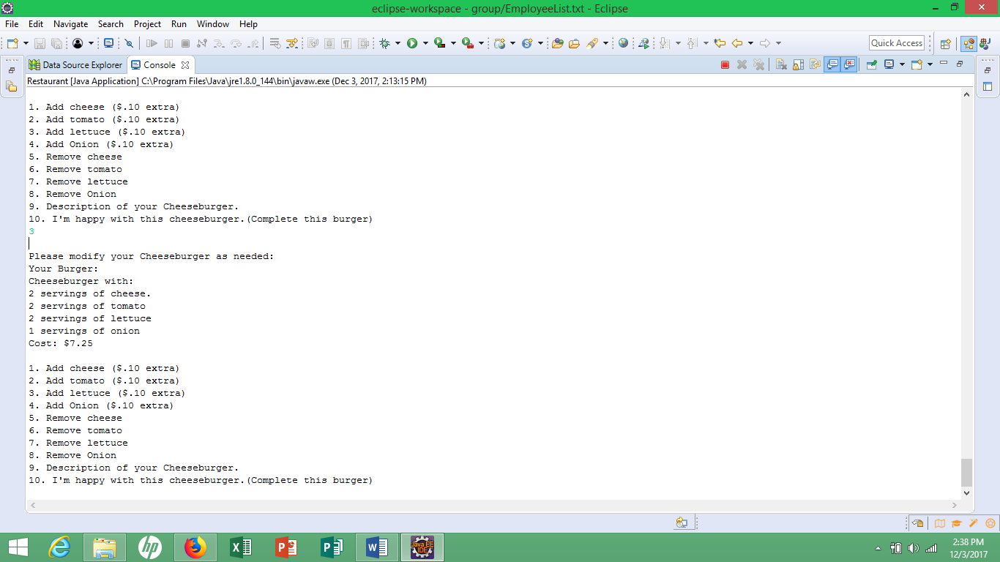 eclipse-workspace - group/EmployeeList.txt - Eclipse
File Edit Navigate Search Project Run Window Help
Quick Access
Data Source Explorer Console
Restaurant [Java Application] C:\Program Files\Java\jre1.8.0_144\bin\javaw.exe (Dec 3, 2017, 2:13:15 PM)
1. Add cheese ($.10 extra)
2. Add tomato ($.10 extra)
3. Add lettuce ($.10 extra)
4. Add Onion ($.10 extra)
5. Remove cheese
6. Remove tomato
7. Remove lettuce
8. Remove Onion
9. Description of your Cheeseburger.
10. I'm happy with this cheeseburger.(Complete this burger)
3
Please modify your Cheeseburger as needed:
Your Burger:
Cheeseburger with:
2 servings of cheese.
2 servings of tomato
2 servings of lettuce
1 servings of onion
Cost: $7.25
1. Add cheese ($.10 extra)
2. Add tomato ($.10 extra)
3. Add lettuce ($.10 extra)
4. Add Onion ($.10 extra)
5. Remove cheese
6. Remove tomato
7. Remove lettuce
8. Remove Onion
9. Description of your Cheeseburger.
10. I'm happy with this cheeseburger.(Complete this burger)
hp
Java EE
IDE
2:38 PM
12/3/2017